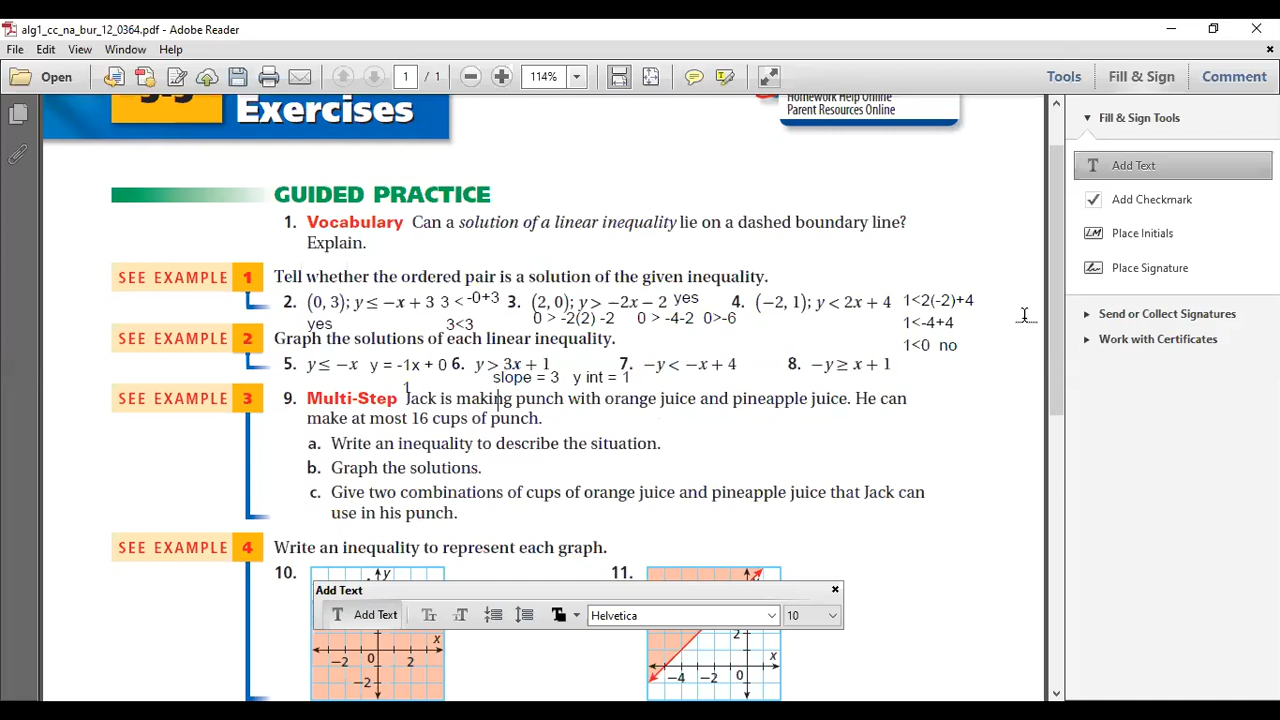 alg1_cc_na_bur_12_0364.pdf - Adobe Reader
File Edit View Window Help
Open 1 / 1 114% Tools Fill & Sign Comment
Exercises
Homework Help Online
Parent Resources Online
Fill & Sign Tools
Add Text
Add Checkmark
Place Initials
Place Signature
Send or Collect Signatures
Work with Certificates
GUIDED PRACTICE
1. Vocabulary Can a solution of a linear inequality lie on a dashed boundary line?
Explain.
SEE EXAMPLE 1 Tell whether the ordered pair is a solution of the given inequality.
2. (0, 3); y ≤ −x + 3 3 < -0+3 3. (2, 0); y > −2x − 2 yes 4. (−2, 1); y < 2x + 4 1<2(-2)+4
yes 3<3 0 > -2(2) -2 0 > -4-2 0>-6 1<-4+4
SEE EXAMPLE 2 Graph the solutions of each linear inequality. 1<0 no
5. y ≤ −x y = -1x + 0 6. y > 3x + 1 7. −y < −x + 4 8. −y ≥ x + 1
1 slope = 3 y int = 1
SEE EXAMPLE 3 9. Multi-Step Jack is making punch with orange juice and pineapple juice. He can
make at most 16 cups of punch.
a. Write an inequality to describe the situation.
b. Graph the solutions.
c. Give two combinations of cups of orange juice and pineapple juice that Jack can
use in his punch.
SEE EXAMPLE 4 Write an inequality to represent each graph.
10. y 11.
Add Text
Add Text Helvetica 10
x 2
−2 0 2 x
−2 −4 −2 0